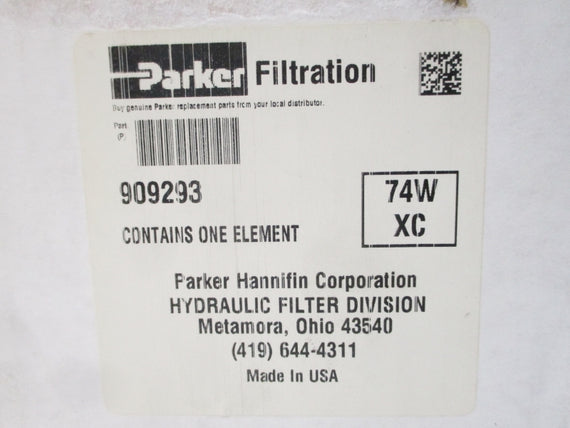 Parker Filtration
Buy genuine Parker replacement parts from your local distributor.
Part
(P)
909293
74W
XC
CONTAINS ONE ELEMENT
Parker Hannifin Corporation
HYDRAULIC FILTER DIVISION
Metamora, Ohio 43540
(419) 644-4311
Made In USA